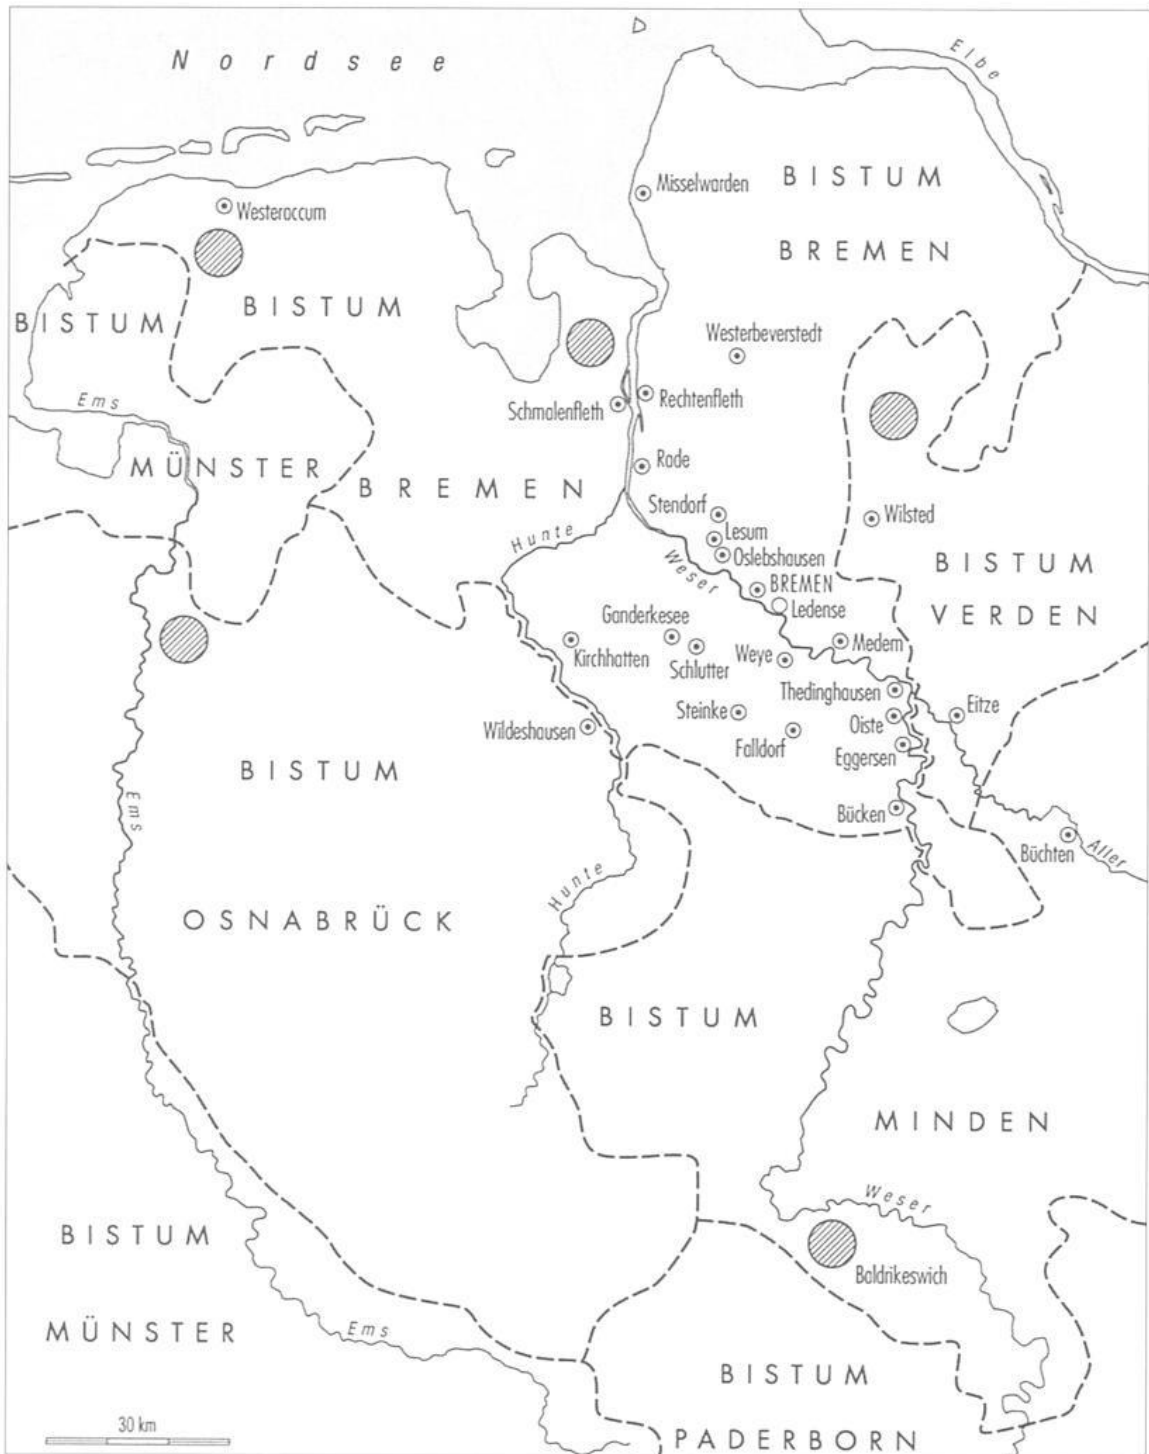 Nordsee
Elbe
Misselwarden
BISTUM
Westeraccum
BREMEN
BISTUM
BISTUM
Westerbeverstedt
Ems
Rechtenfleth
Schmalenfleth
MÜNSTER
Rade
BREMEN
Stendorf
Wilsted
Hunte
Lesum
Oslebshausen
BISTUM
Weser
BREMEN
Ledense
VERDEN
Ganderkesee
Medem
Kirchhatten
Schlutter
Weye
Thedinghausen
Eitze
Steinke
Oiste
Wildeshausen
Falldorf
Eggersen
BISTUM
Ems
Bücken
Büchten
Aller
Hunte
OSNABRÜCK
BISTUM
MINDEN
Weser
BISTUM
Baldrikeswich
MÜNSTER
Ems
BISTUM
30 km
PADERBORN